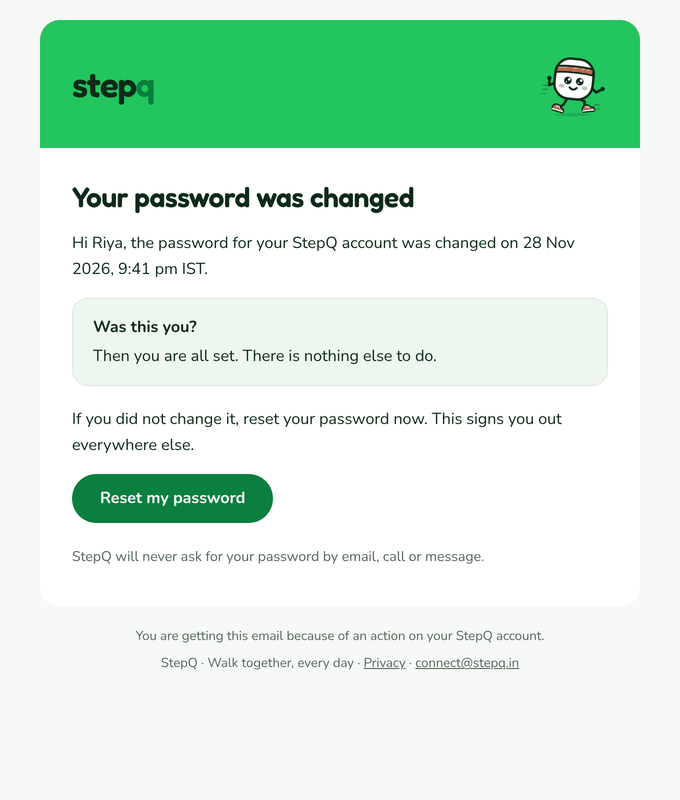 stepq
Your password was changed
Hi Riya, the password for your StepQ account was changed on 28 Nov
2026, 9:41 pm IST.
Was this you?
Then you are all set. There is nothing else to do.
If you did not change it, reset your password now. This signs you out
everywhere else.
Reset my password
StepQ will never ask for your password by email, call or message.
You are getting this email because of an action on your StepQ account.
StepQ · Walk together, every day · Privacy · connect@stepq.in